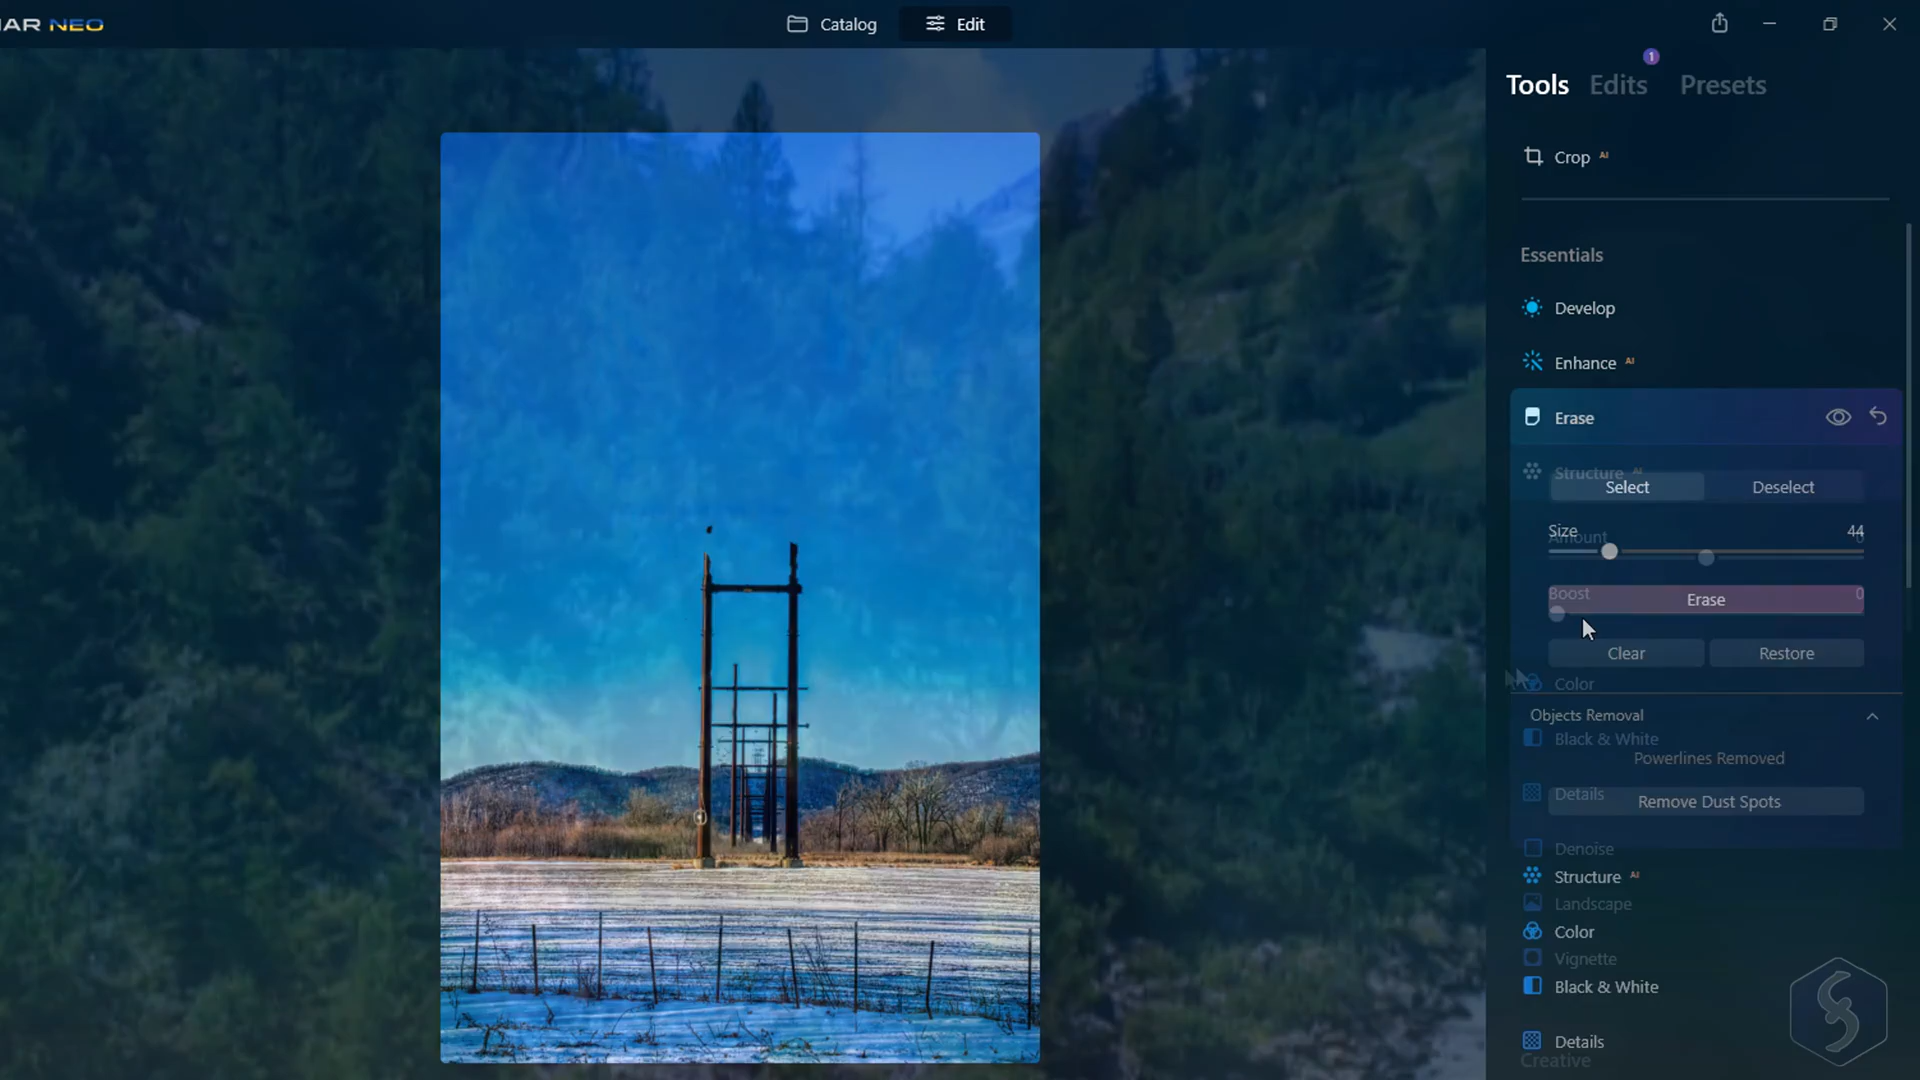 AR NEO
Catalog
Edit
1
Tools
Edits
Presets
Crop AI
Essentials
Develop
Enhance AI
Erase
Structure AI
Select
Deselect
Size
44
Amount
0
Boost
0
Erase
Clear
Restore
Color
Objects Removal
Black & White
Powerlines Removed
Details
Remove Dust Spots
Denoise
Structure AI
Landscape
Color
Vignette
Black & White
Details
Creative